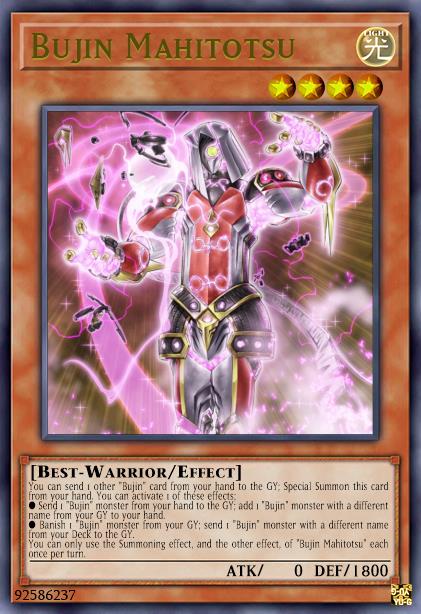 Bujin Mahitotsu
LIGHT
光
[Best-Warrior/Effect]
You can send 1 other "Bujin" card from your hand to the GY; Special Summon this card
from your hand. You can activate 1 of these effects;
● Send 1 "Bujin" monster from your hand to the GY; add 1 "Bujin" monster with a different
name from your GY to your hand.
● Banish 1 "Bujin" monster from your GY; send 1 "Bujin" monster with a different name
from your Deck to the GY.
You can only use the Summoning effect, and the other effect, of "Bujin Mahitotsu" each
once per turn.
ATK/ 0 DEF/1800
92586237